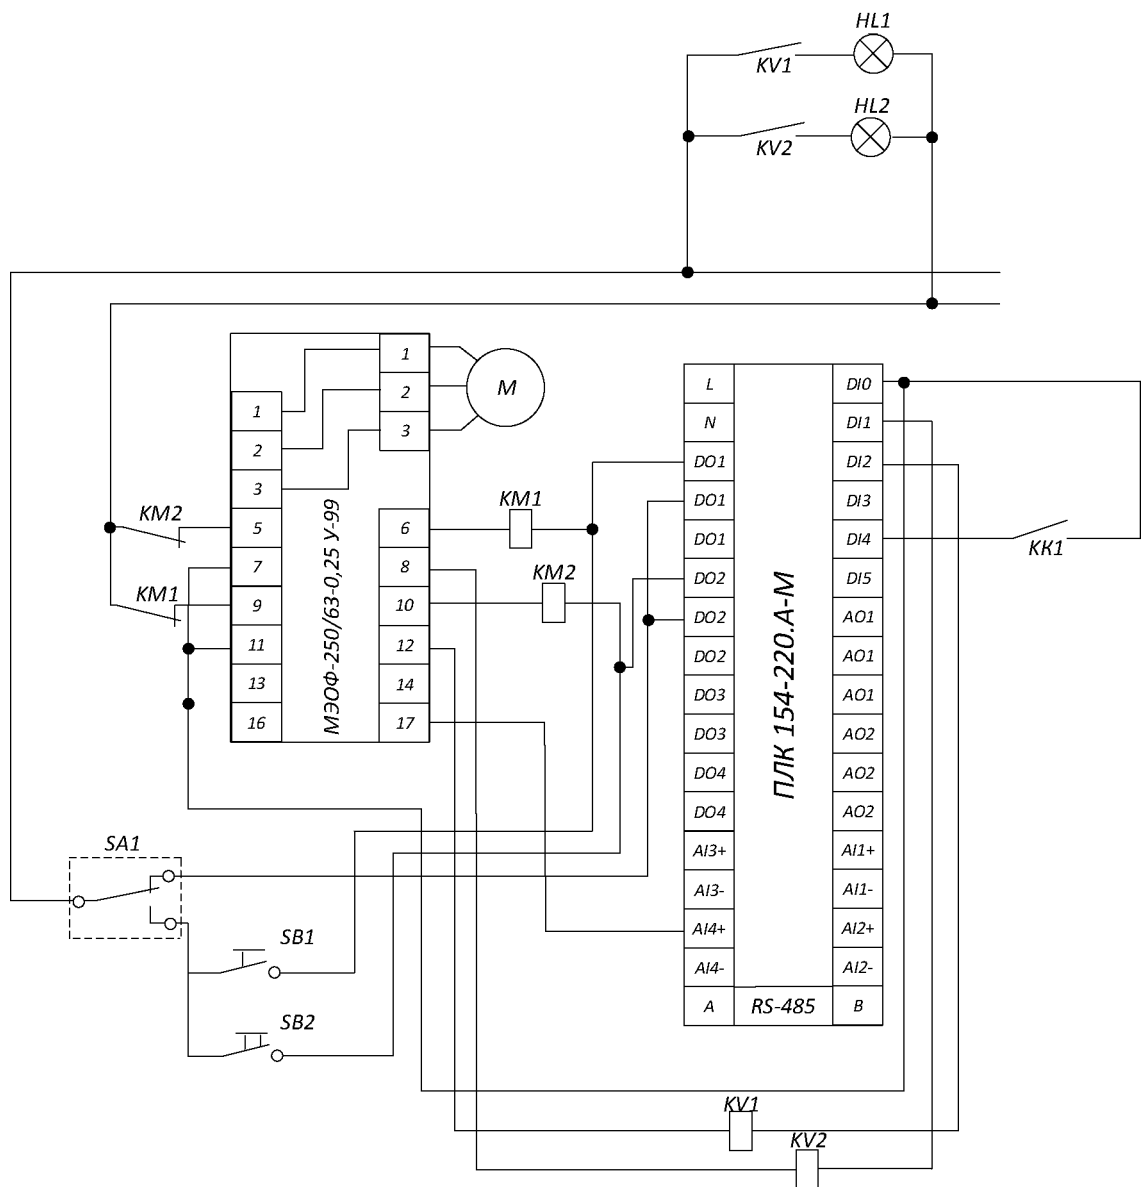 HL1
KV1
HL2
KV2
1
2
3
М
1
2
3
5
7
9
11
13
16
МЭОФ-250/63-0,25 У-99
6
8
10
12
14
17
KM2
KM1
KM1
KM2
L
N
DO1
DO1
DO1
DO2
DO2
DO2
DO3
DO3
DO4
DO4
AI3+
AI3-
AI4+
AI4-
A
ПЛК 154-220.А-М
RS-485
DI0
DI1
DI2
DI3
DI4
DI5
AO1
AO1
AO1
AO2
AO2
AO2
AI1+
AI1-
AI2+
AI2-
B
КК1
SA1
SB1
SB2
KV1
KV2